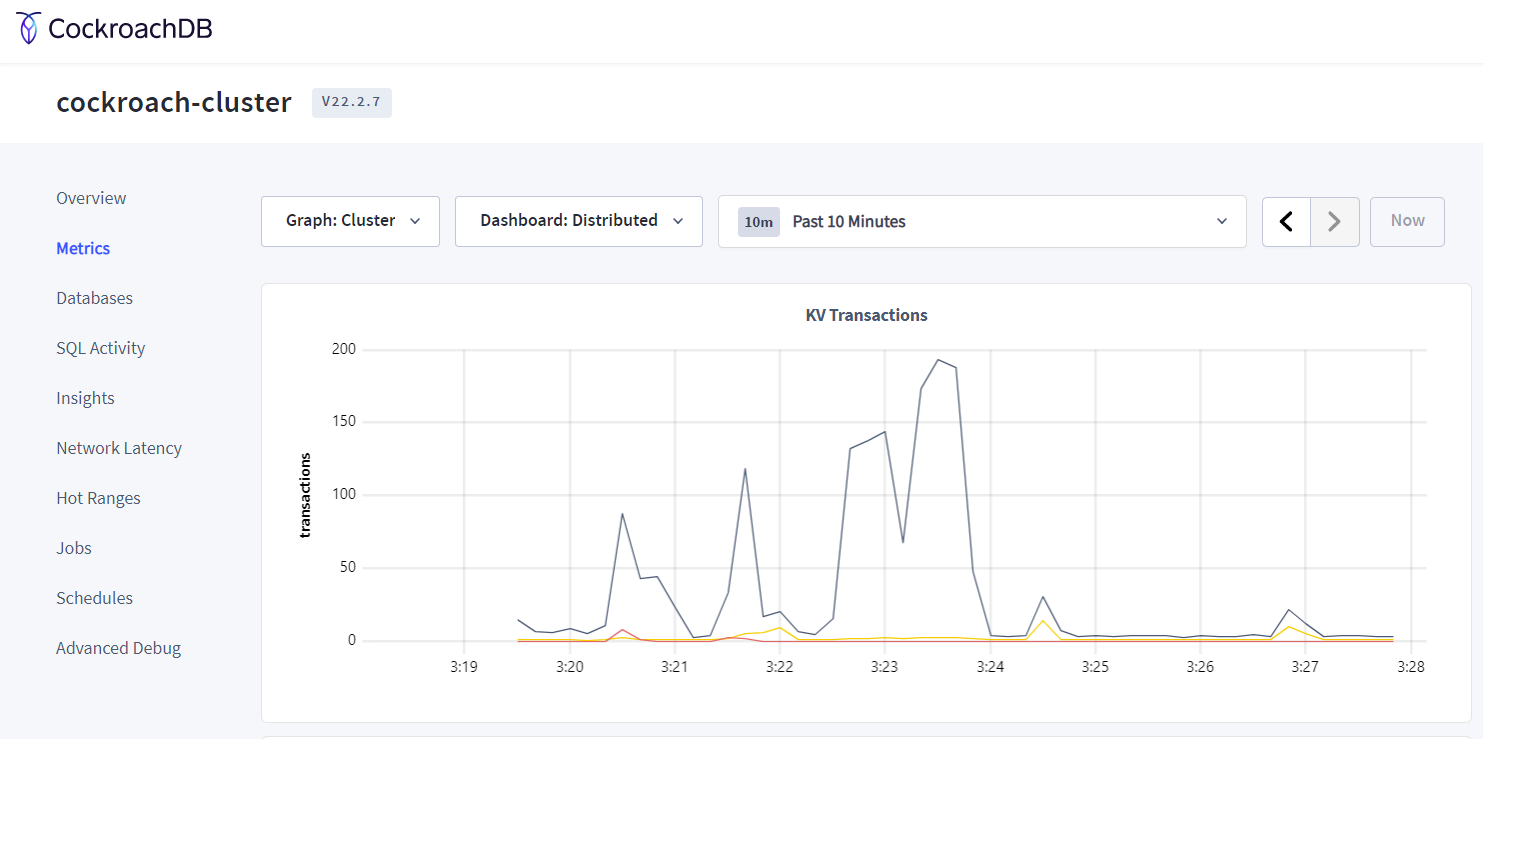 CockroachDB
cockroach-cluster V22.2.7
Overview
Metrics
Databases
SQL Activity
Insights
Network Latency
Hot Ranges
Jobs
Schedules
Advanced Debug
Graph: Cluster
Dashboard: Distributed
10m Past 10 Minutes
Now
KV Transactions
transactions
200
150
100
50
0
3:19 3:20 3:21 3:22 3:23 3:24 3:25 3:26 3:27 3:28